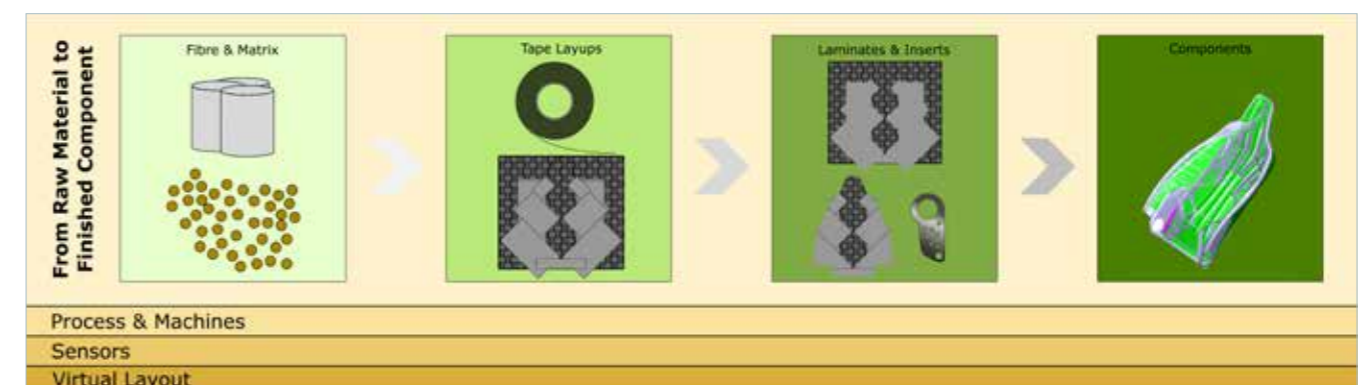 From Raw Material to
Finished Component
Fibre & Matrix
Tape Layups
Laminates & Inserts
Components
Process & Machines
Sensors
Virtual Layout